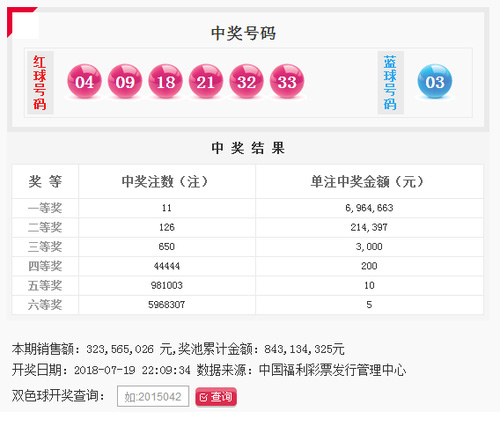 中奖号码
红球号码 04 09 18 21 32 33 蓝球号码 03
中 奖 结 果
奖 等 中奖注数（注） 单注中奖金额（元）
一等奖 11 6,964,663
二等奖 126 214,397
三等奖 650 3,000
四等奖 44444 200
五等奖 981003 10
六等奖 5968307 5
本期销售额：323,565,026 元,奖池累计金额：843,134,325元
开奖日期：2018-07-19 22:09:34 数据来源：中国福利彩票发行管理中心
双色球开奖查询： 如:2015042 查询